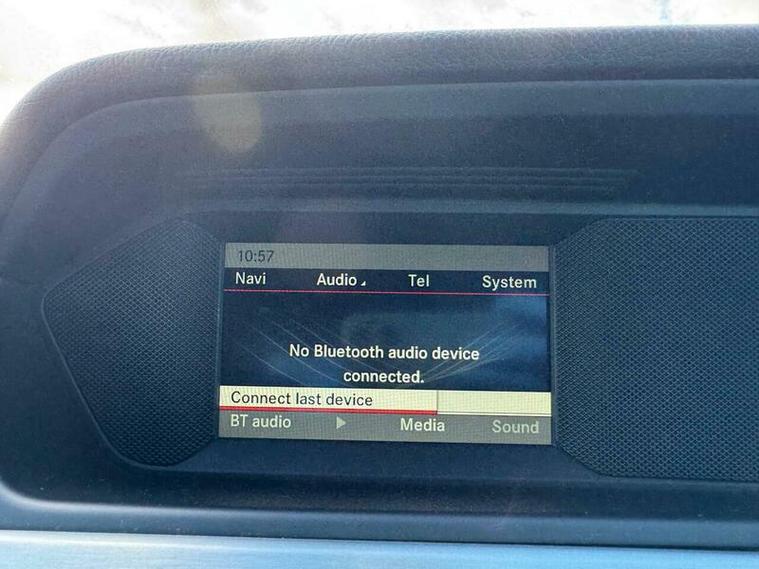 10:57
Navi Audio Tel System
No Bluetooth audio device
connected.
Connect last device
BT audio Media Sound